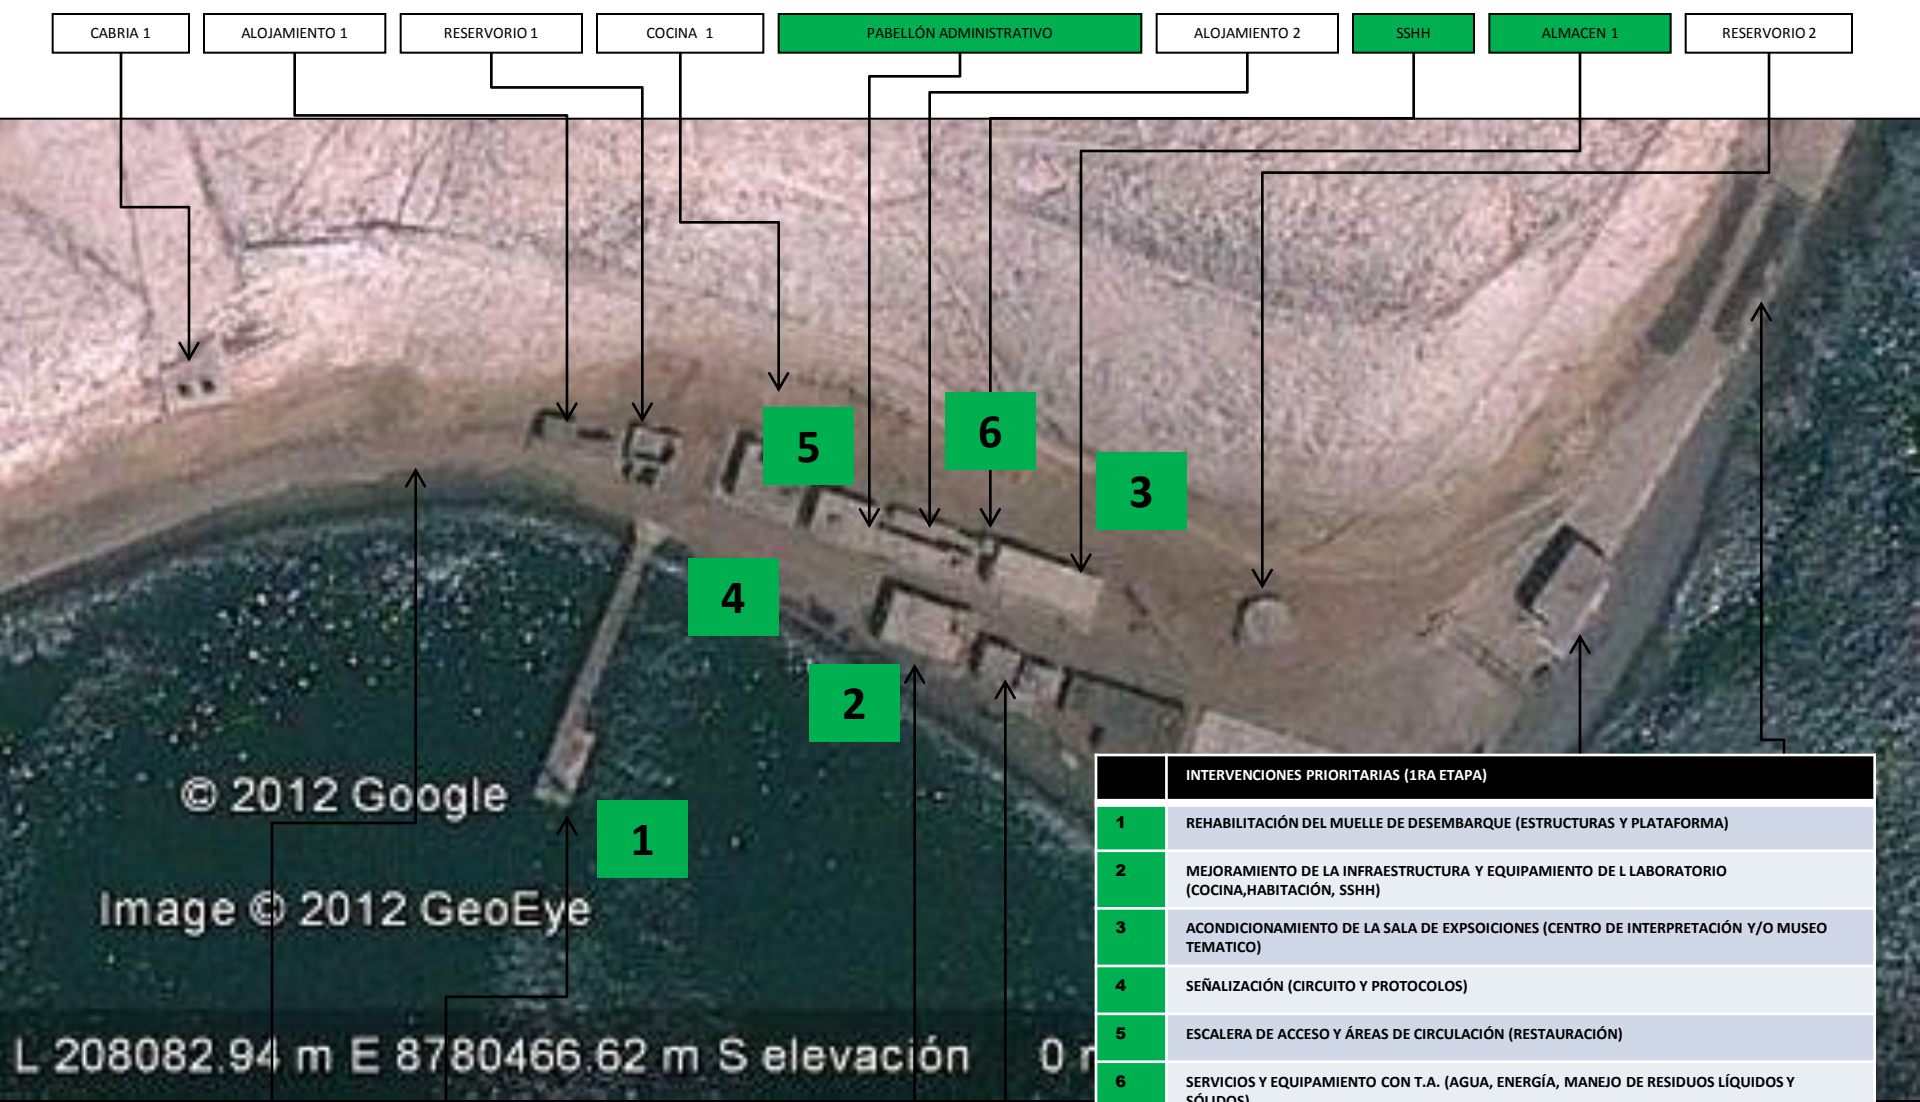 CABRIA 1
ALOJAMIENTO 1
RESERVORIO 1
COCINA 1
PABELLÓN ADMINISTRATIVO
ALOJAMIENTO 2
SSHH
ALMACEN 1
RESERVORIO 2
5
6
3
4
2
1
© 2012 Google
Image © 2012 GeoEye
L 208082.94 m E 8780466.62 m S elevación 0
INTERVENCIONES PRIORITARIAS (1RA ETAPA)
1 REHABILITACIÓN DEL MUELLE DE DESEMBARQUE (ESTRUCTURAS Y PLATAFORMA)
2 MEJORAMIENTO DE LA INFRAESTRUCTURA Y EQUIPAMIENTO DE L LABORATORIO
(COCINA,HABITACIÓN, SSHH)
3 ACONDICIONAMIENTO DE LA SALA DE EXPSOICIONES (CENTRO DE INTERPRETACIÓN Y/O MUSEO
TEMATICO)
4 SEÑALIZACIÓN (CIRCUITO Y PROTOCOLOS)
5 ESCALERA DE ACCESO Y ÁREAS DE CIRCULACIÓN (RESTAURACIÓN)
6 SERVICIOS Y EQUIPAMIENTO CON T.A. (AGUA, ENERGÍA, MANEJO DE RESIDUOS LÍQUIDOS Y
SÓLIDOS)